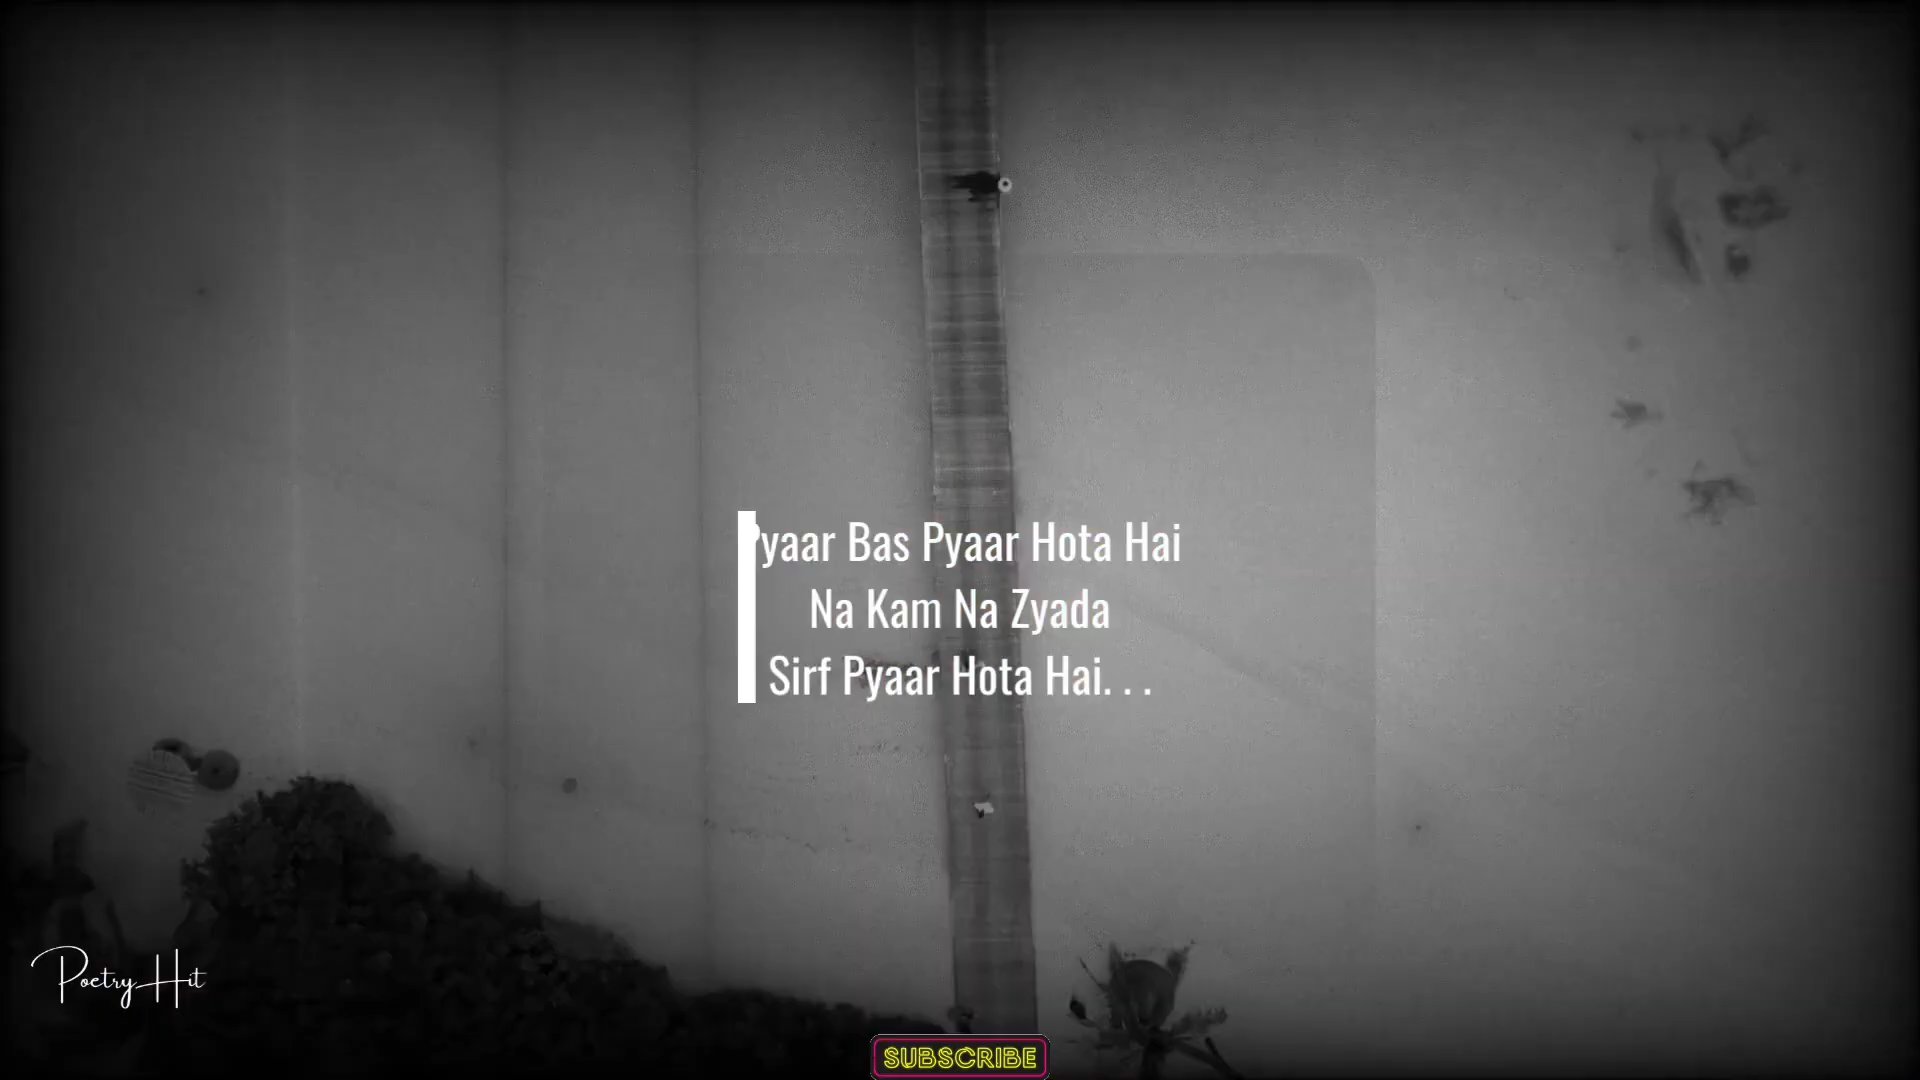 Pyaar Bas Pyaar Hota Hai
Na Kam Na Zyada
Sirf Pyaar Hota Hai. . .
Poetry Hit
SUBSCRIBE